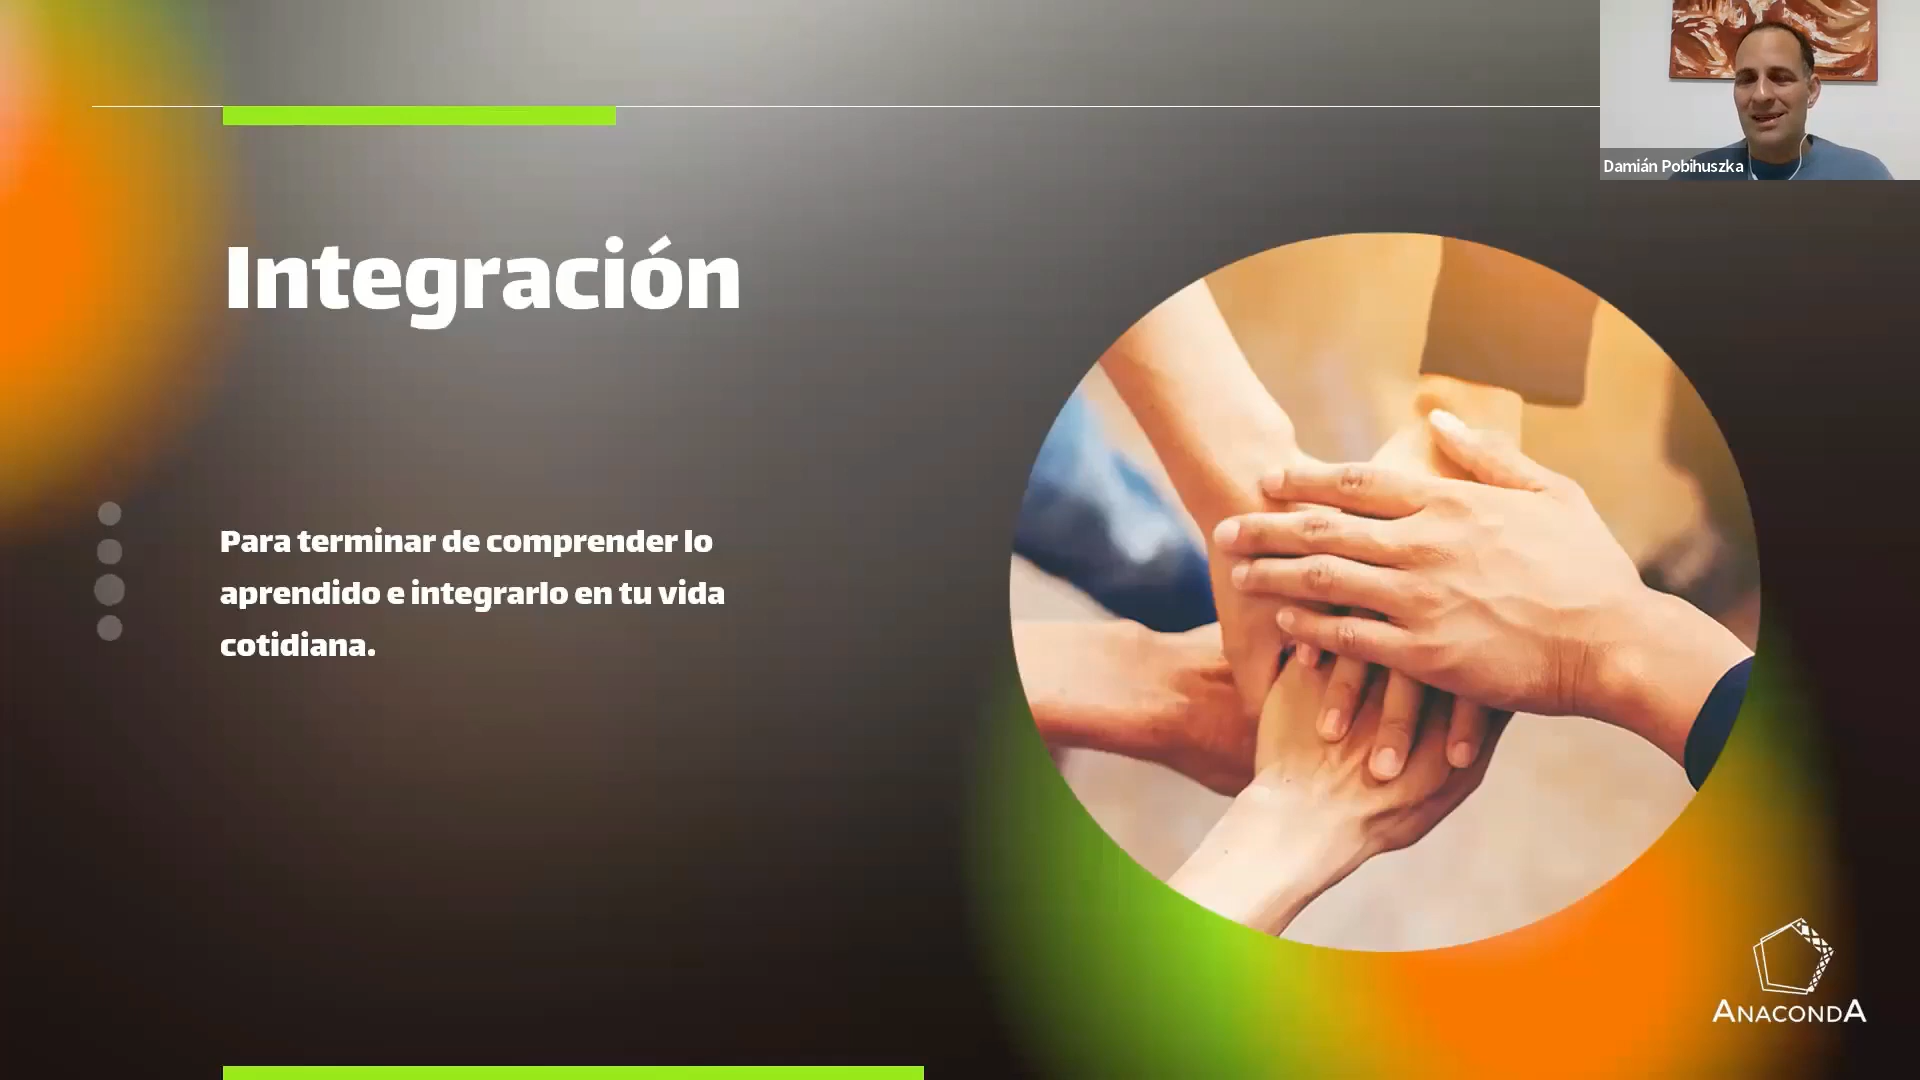 Damián Pobihuszka
Integración
Para terminar de comprender lo
aprendido e integrarlo en tu vida
cotidiana.
ANACONDA